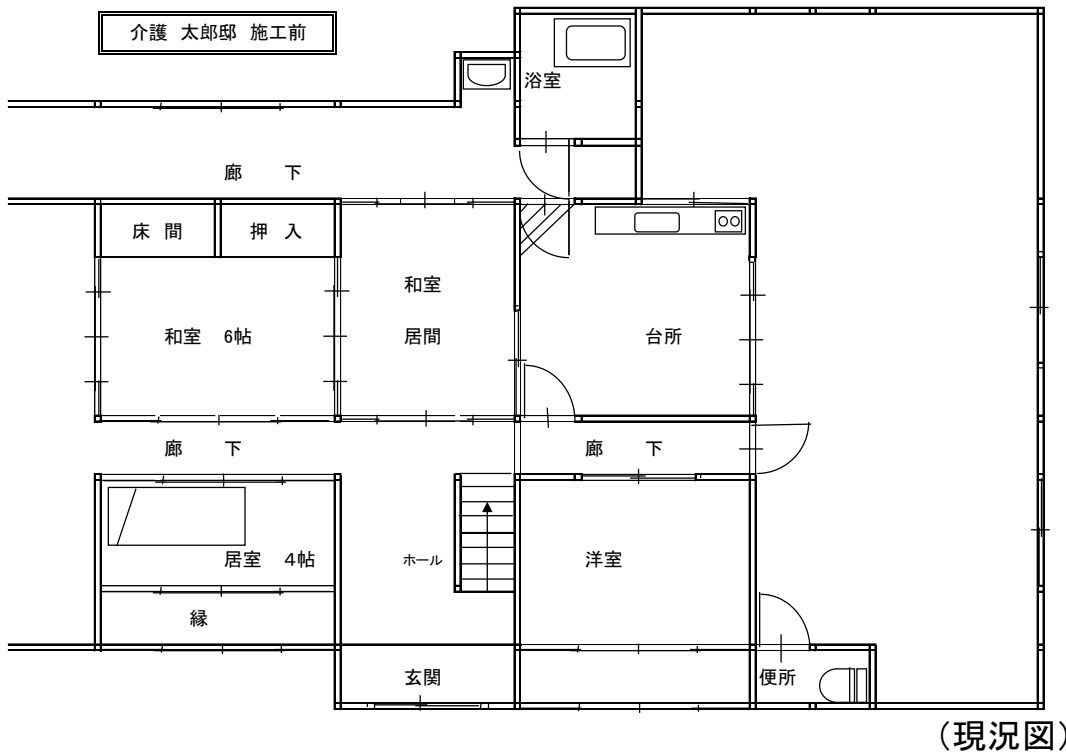 介護 太郎邸 施工前
浴室
廊 下
床 間
押 入
和室
居間
和室 6帖
台所
廊 下
廊 下
居室 4帖
ホール
洋室
縁
玄関
便所
(現況図)